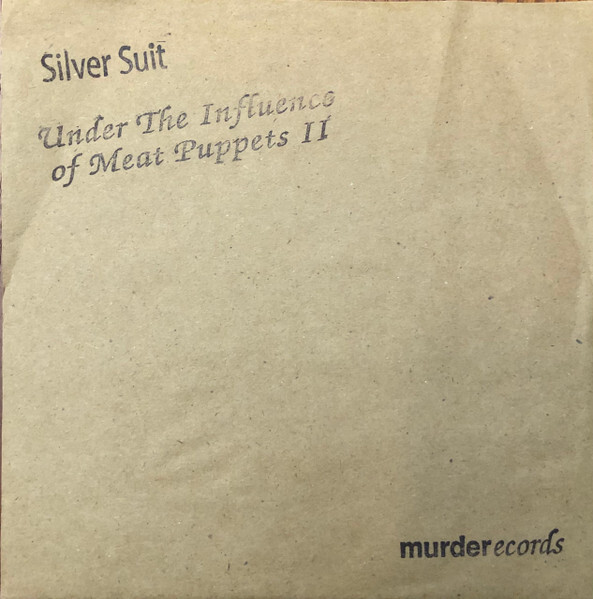 Silver Suit
Under The Influence
of Meat Puppets II
murderecords